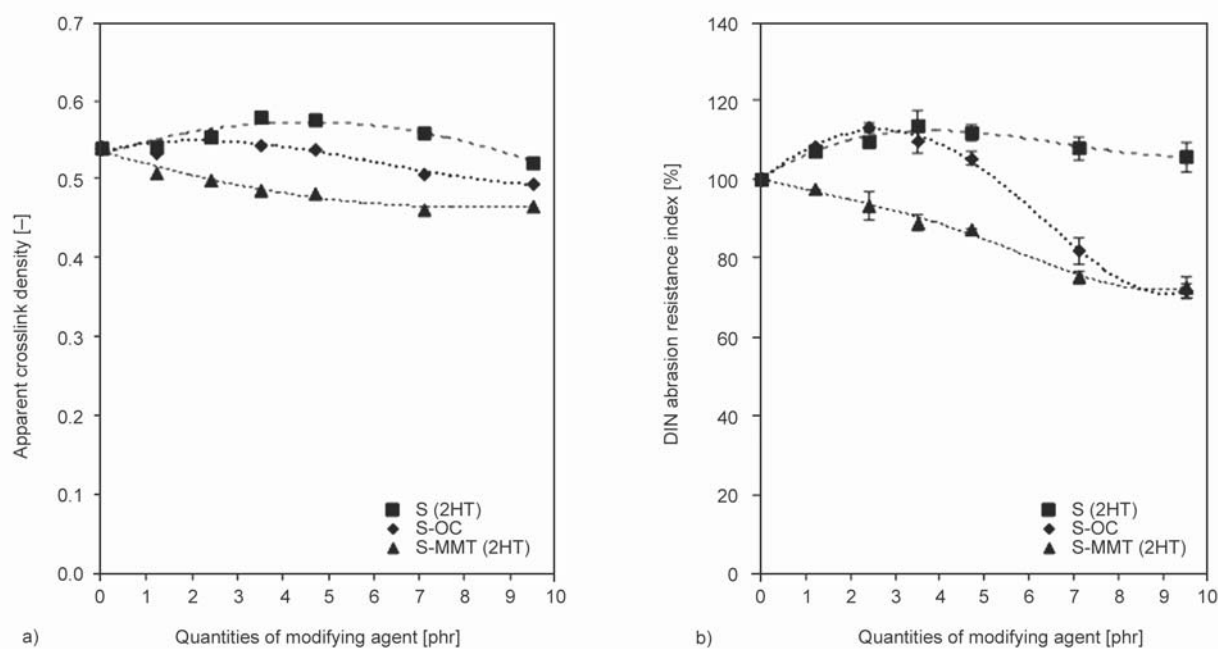 0.7
0.6
0.5
0.4
0.3
0.2
0.1
0.0
Apparent crosslink density [–]
S (2HT)
S-OC
S-MMT (2HT)
0 1 2 3 4 5 6 7 8 9 10
a) Quantities of modifying agent [phr]
140
120
100
80
60
40
20
0
DIN abrasion resistance index [%]
S (2HT)
S-OC
S-MMT (2HT)
0 1 2 3 4 5 6 7 8 9 10
b) Quantities of modifying agent [phr]